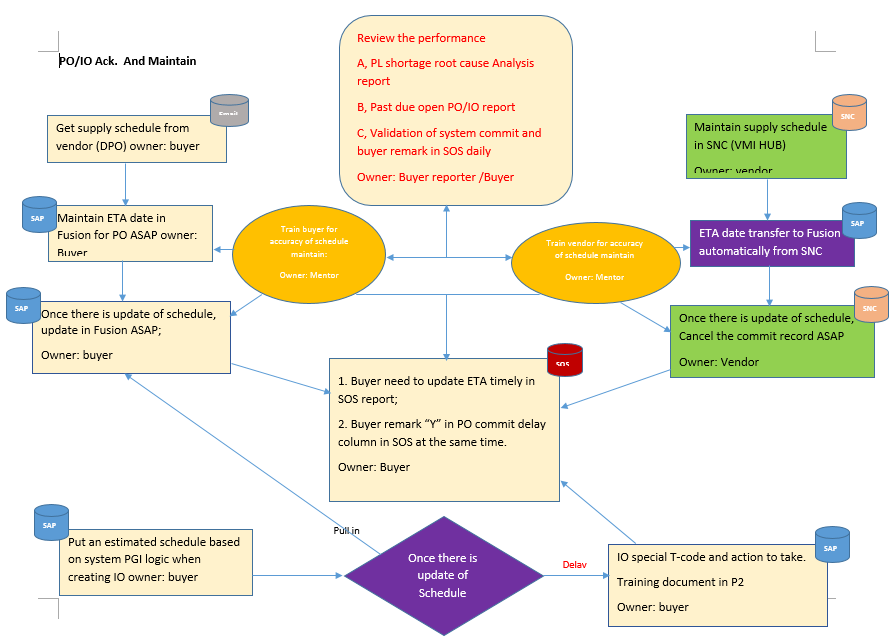 PO/IO Ack. And Maintain
Review the performance
A, PL shortage root cause Analysis
report
B, Past due open PO/IO report
C, Validation of system commit and
buyer remark in SOS daily
Owner: Buyer reporter /Buyer
Email
Get supply schedule from
vendor (DPO) owner: buyer
SNC
Maintain supply schedule
in SNC (VMI HUB)
Owner: vendor
SAP
Maintain ETA date in
Fusion for PO ASAP owner:
Buyer
Train buyer for
accuracy of schedule
maintain:
Owner: Mentor
Train vendor for accuracy
of schedule maintain
Owner: Mentor
SAP
ETA date transfer to Fusion
automatically from SNC
SAP
Once there is update of schedule,
update in Fusion ASAP;
Owner: buyer
SNC
Once there is update of schedule,
Cancel the commit record ASAP
Owner: Vendor
SOS
1. Buyer need to update ETA timely in
SOS report;
2. Buyer remark “Y” in PO commit delay
column in SOS at the same time.
Owner: Buyer
SAP
Put an estimated schedule based
on system PGI logic when
creating IO owner: buyer
Pull in
Once there is
update of
Schedule
Delay
SAP
IO special T-code and action to take.
Training document in P2
Owner: buyer